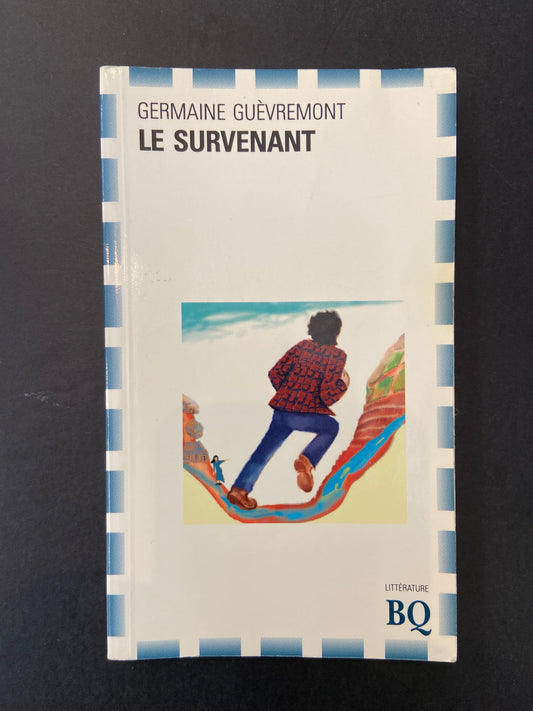 GERMAINE GUÈVREMONT
LE SURVENANT
LITTÉRATURE
BQ